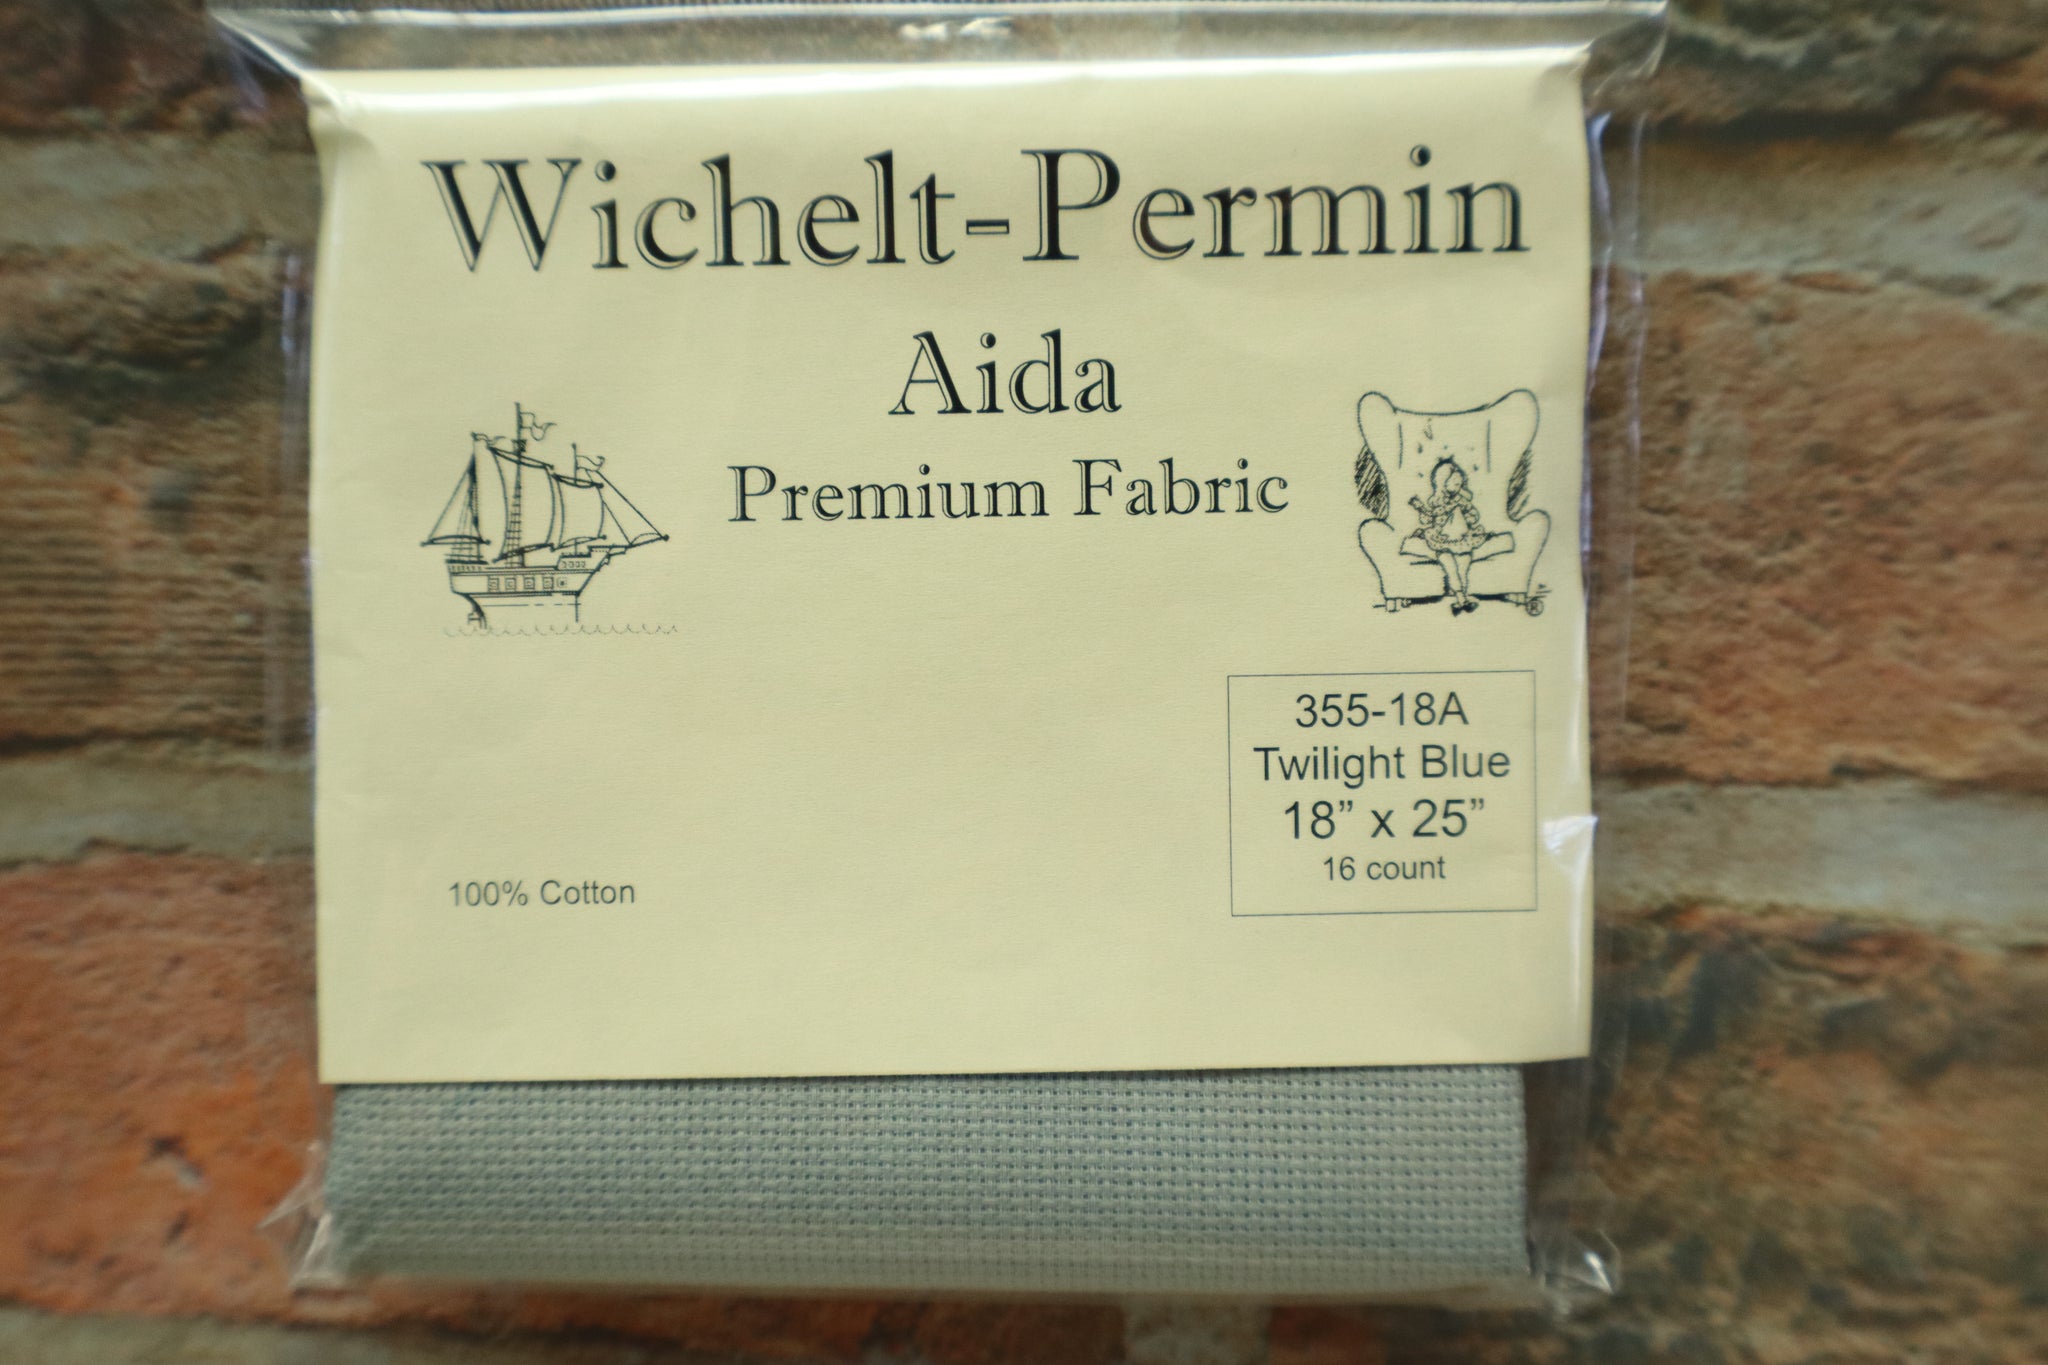 Wichelt-Permin
Aida
Premium Fabric
355-18A
Twilight Blue
18” x 25”
16 count
100% Cotton